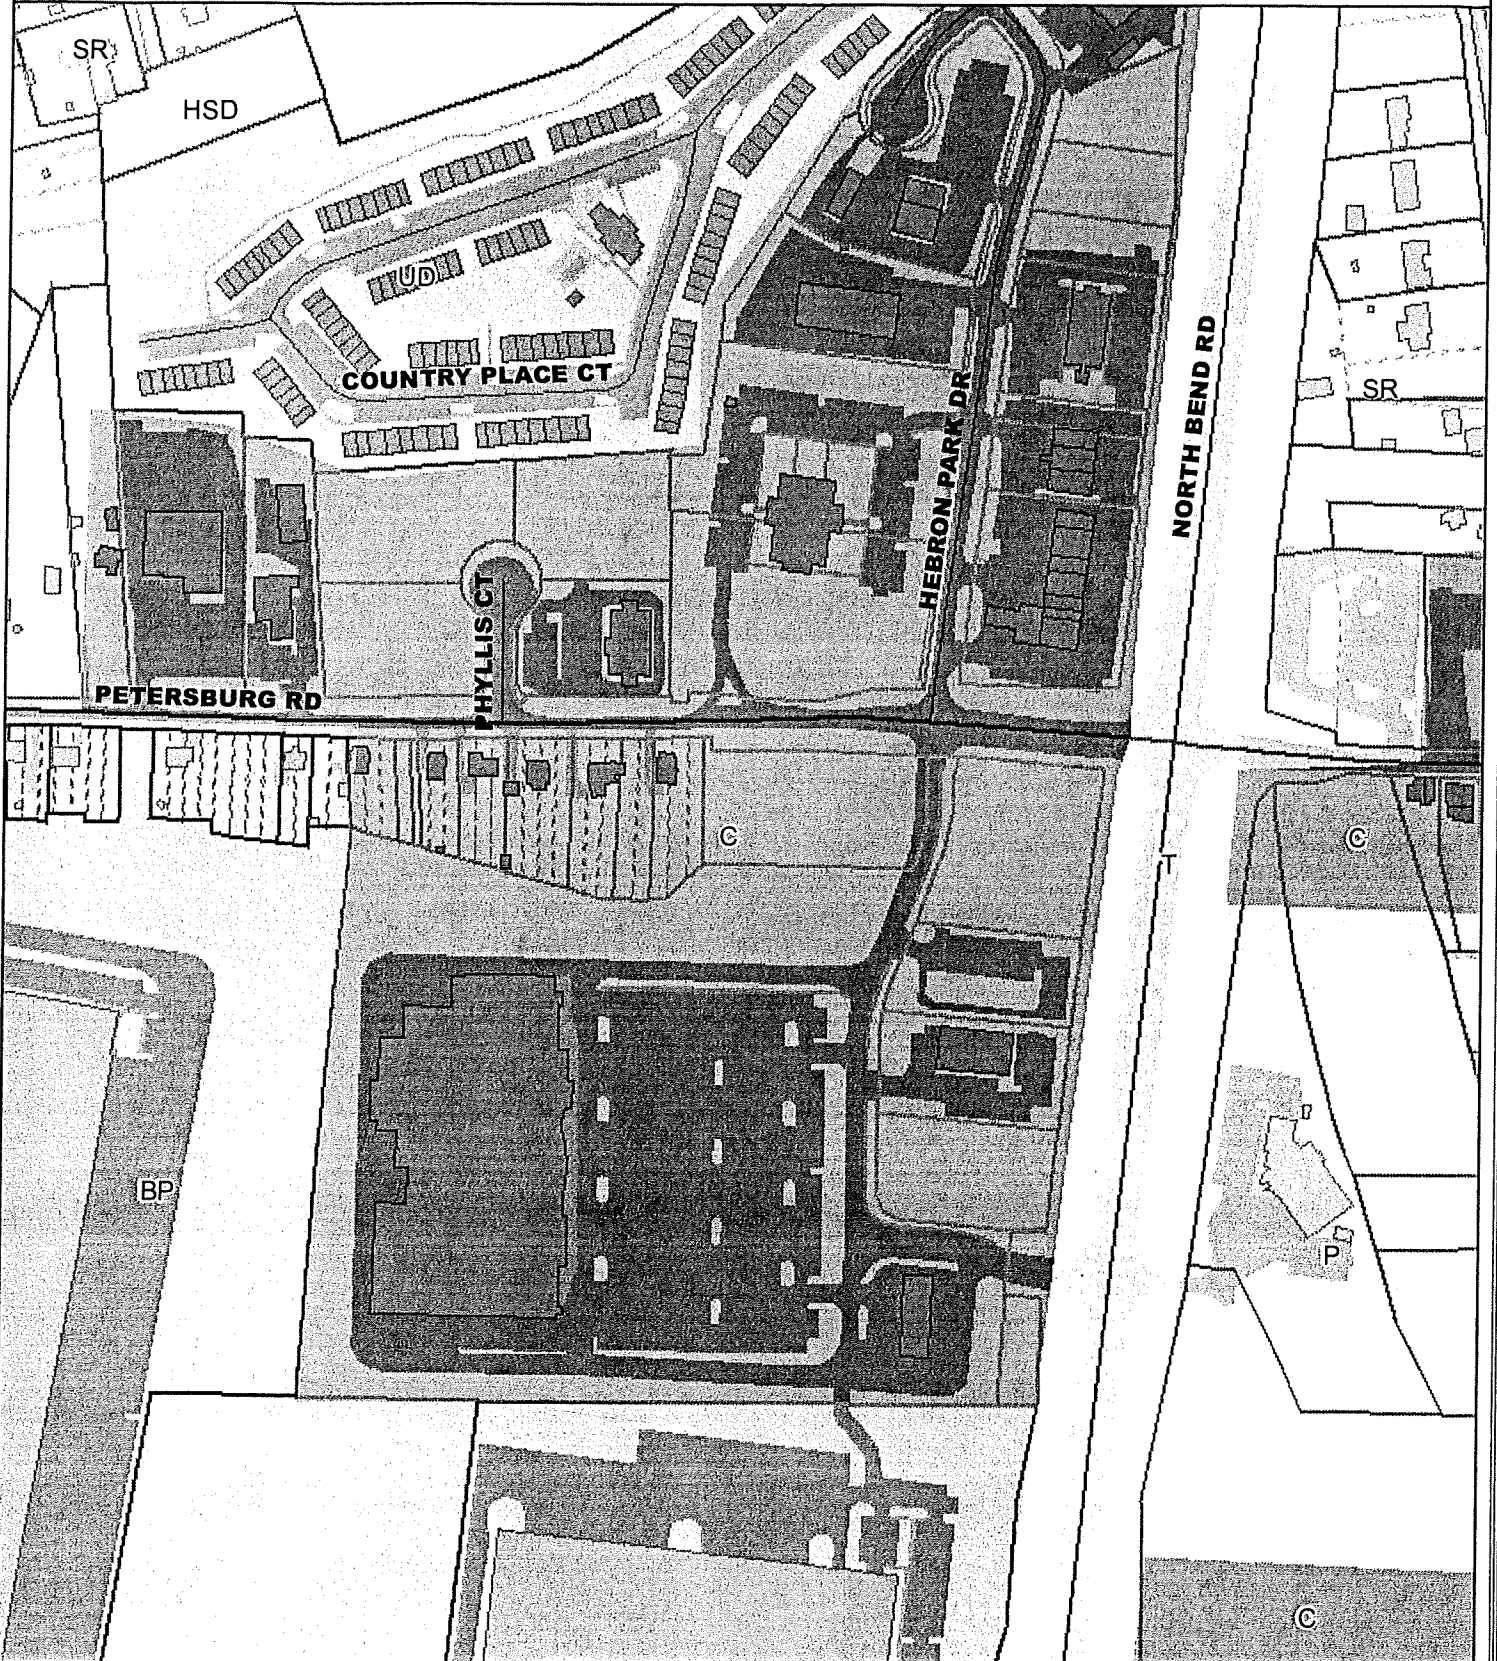 SR
HSD
UD
COUNTRY PLACE CT
HEBRON PARK DR
NORTH BEND RD
SR
PHYLLIS CT
PETERSBURG RD
C
C
T
BP
P
C